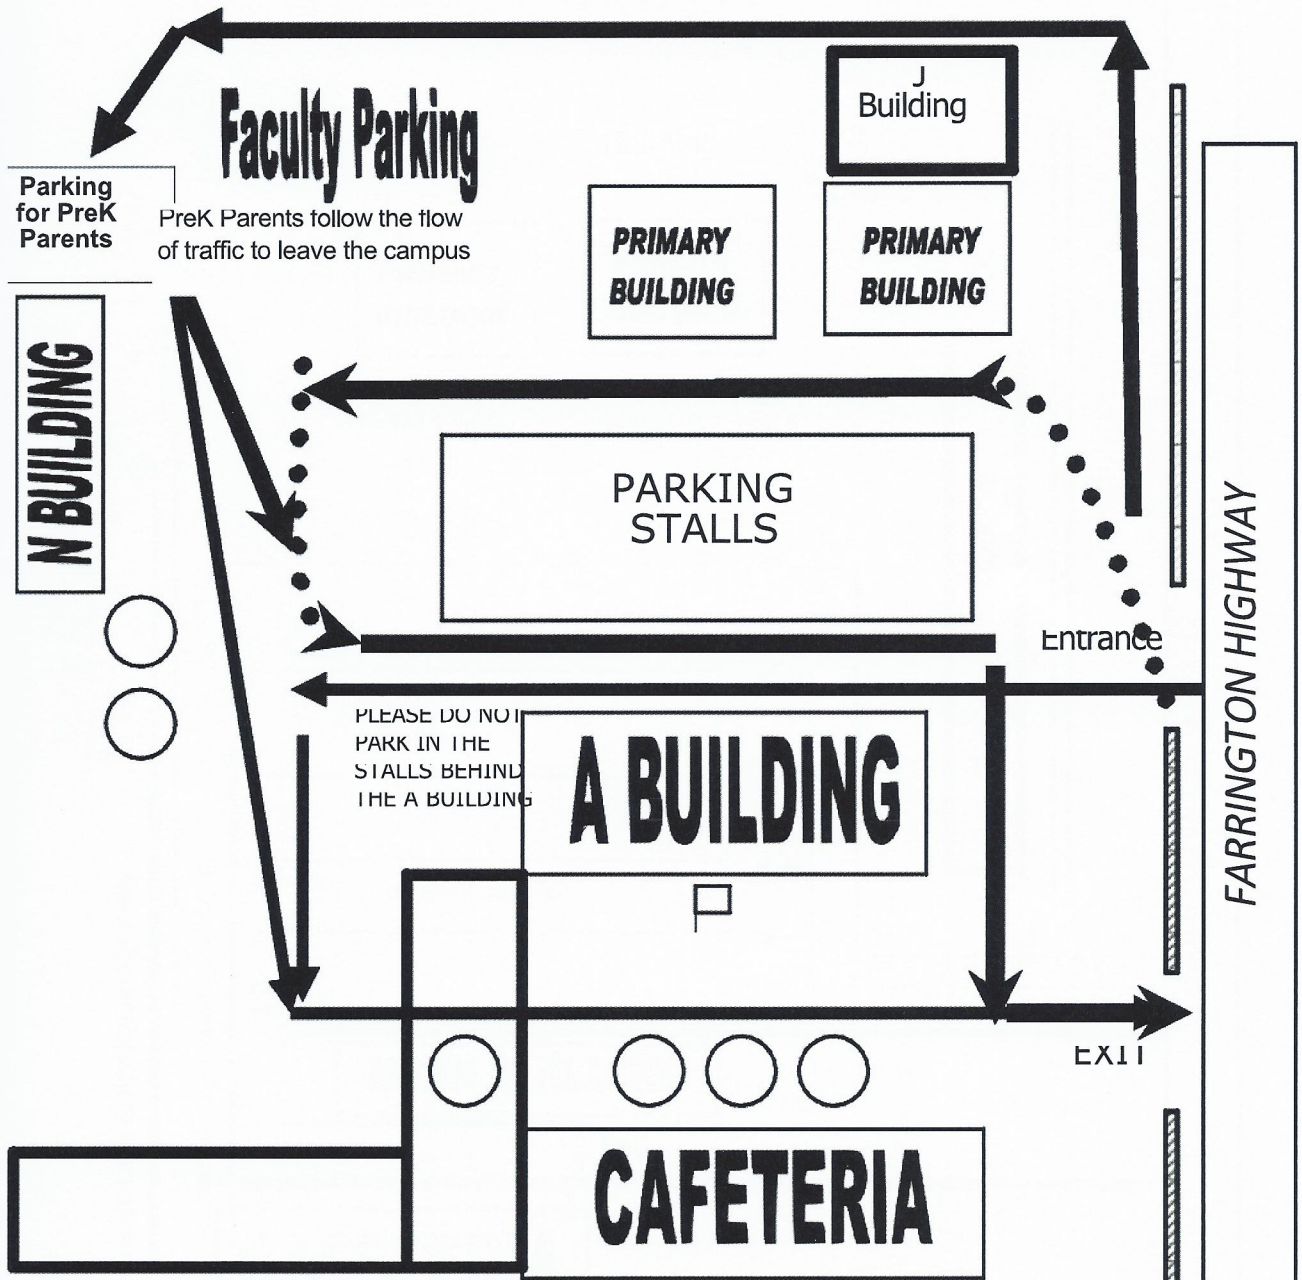 J
Building
Faculty Parking
Parking
for PreK
Parents
PreK Parents follow the flow
of traffic to leave the campus
PRIMARY
BUILDING
PRIMARY
BUILDING
N BUILDING
PARKING
STALLS
Entrance
FARRINGTON HIGHWAY
PLEASE DO NOT
PARK IN THE
STALLS BEHIND
THE A BUILDING
A BUILDING
EXIT
CAFETERIA